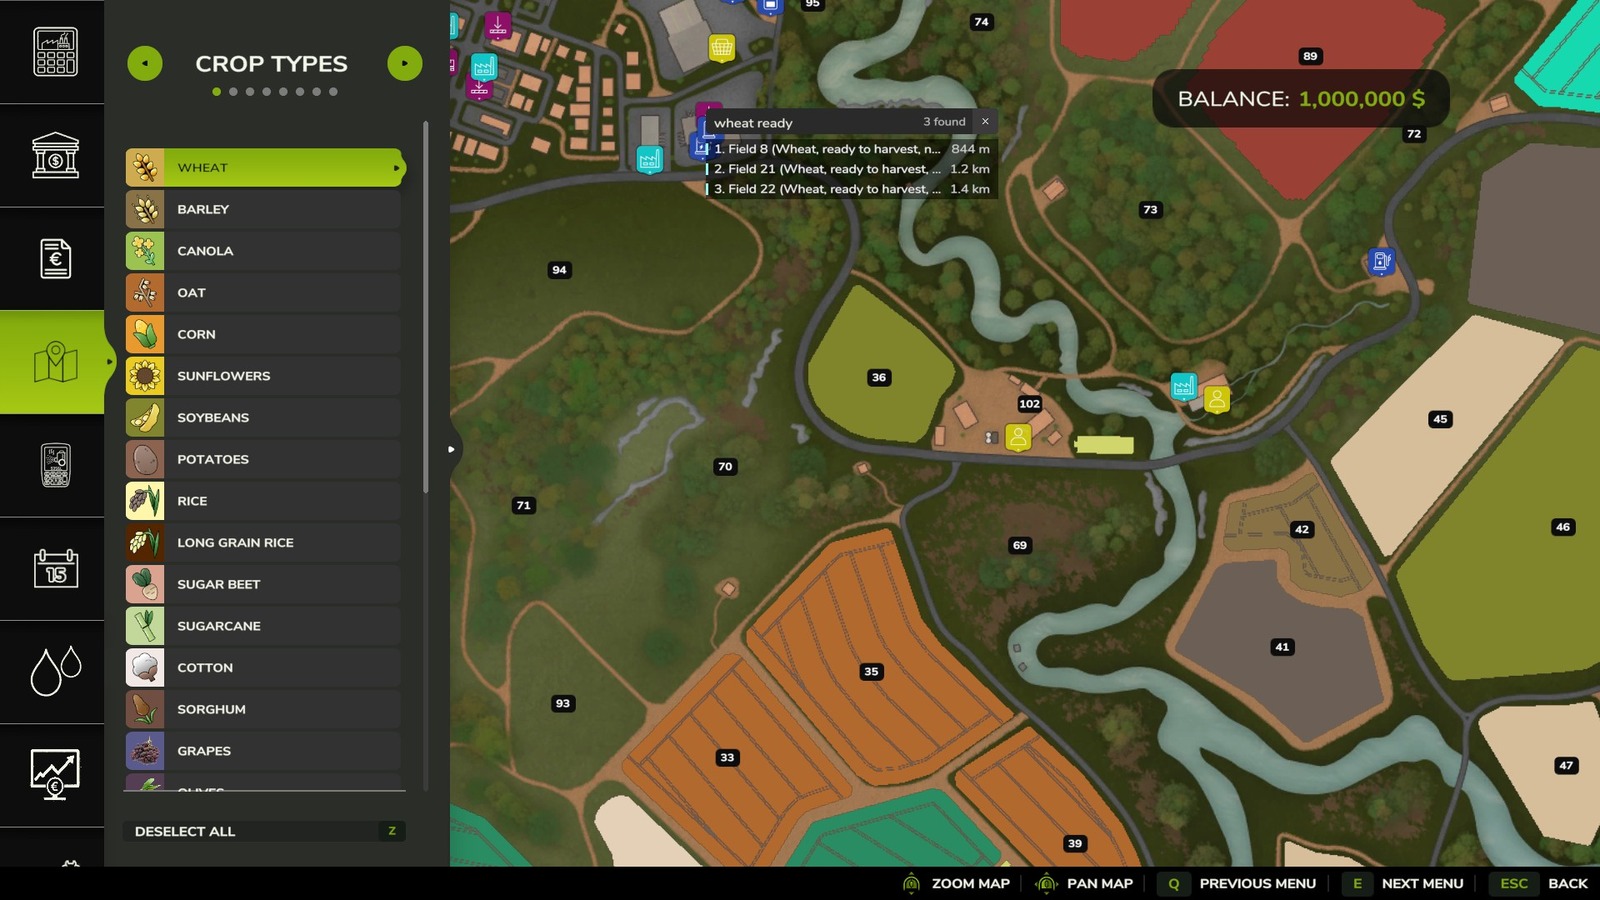 CROP TYPES
WHEAT
BARLEY
CANOLA
OAT
CORN
SUNFLOWERS
SOYBEANS
POTATOES
RICE
LONG GRAIN RICE
SUGAR BEET
SUGARCANE
COTTON
SORGHUM
GRAPES
OLIVES
DESELECT ALL Z
15
BALANCE: 1,000,000 $
wheat ready 3 found ×
1. Field 8 (Wheat, ready to harvest, n... 844 m
2. Field 21 (Wheat, ready to harvest, ... 1.2 km
3. Field 22 (Wheat, ready to harvest, ... 1.4 km
95
74
89
72
73
94
36
102
45
70
71
46
42
69
41
35
93
33
47
39
ZOOM MAP
PAN MAP
Q PREVIOUS MENU
E NEXT MENU
ESC BACK